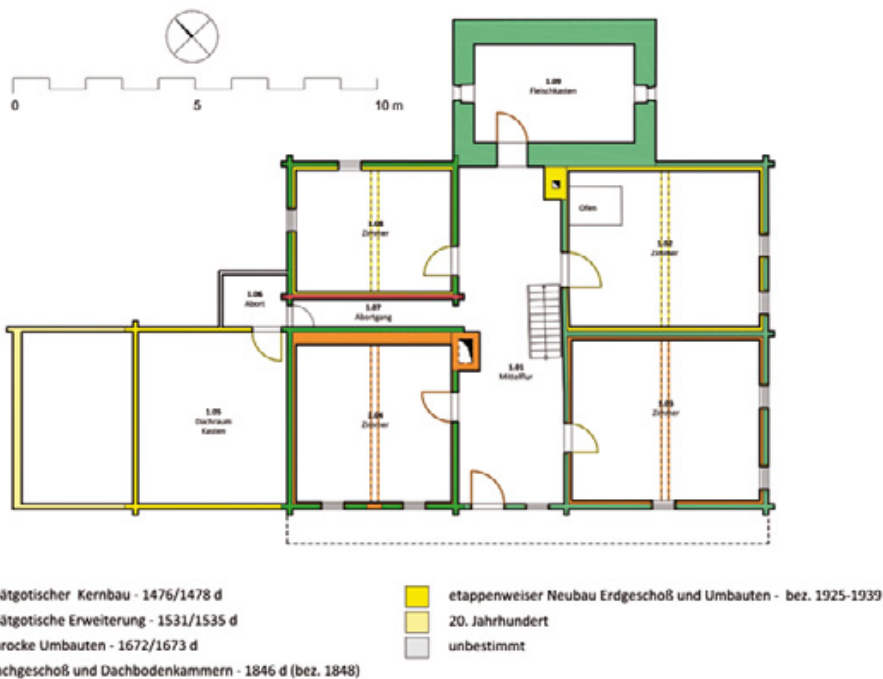 0 5 10 m
1.09
Fleischkasten
1.08
Zimmer
Ofen
1.02
Zimmer
1.06
Abort
1.07
Abortgang
1.01
Mittelflur
1.05
Dachraum
Kasten
1.04
Zimmer
1.03
Zimmer
ätgotischer Kernbau - 1476/1478 d
ätgotische Erweiterung - 1531/1535 d
rocke Umbauten - 1672/1673 d
chgeschoß und Dachbodenkammern - 1846 d (bez. 1848)
etappenweiser Neubau Erdgeschoß und Umbauten - bez. 1925-1939
20. Jahrhundert
unbestimmt